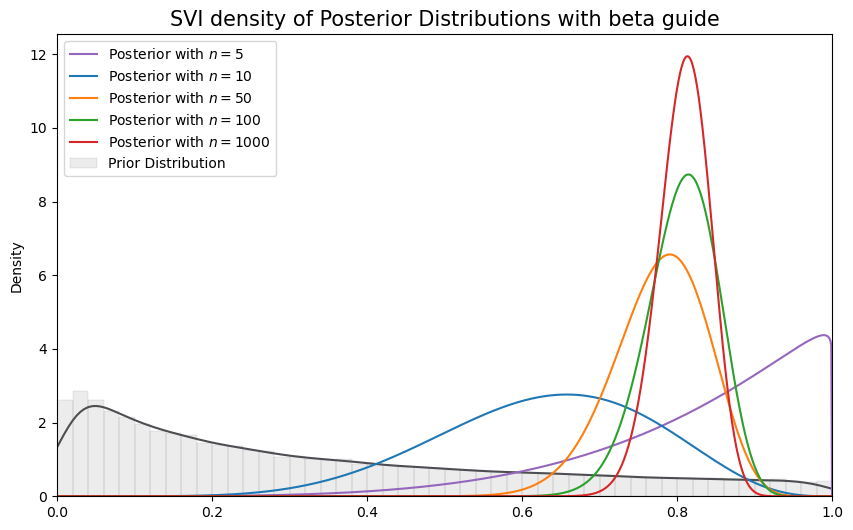 SVI density of Posterior Distributions with beta guide
Posterior with n = 5
Posterior with n = 10
Posterior with n = 50
Posterior with n = 100
Posterior with n = 1000
Prior Distribution
Density
12
10
8
6
4
2
0
0.0 0.2 0.4 0.6 0.8 1.0